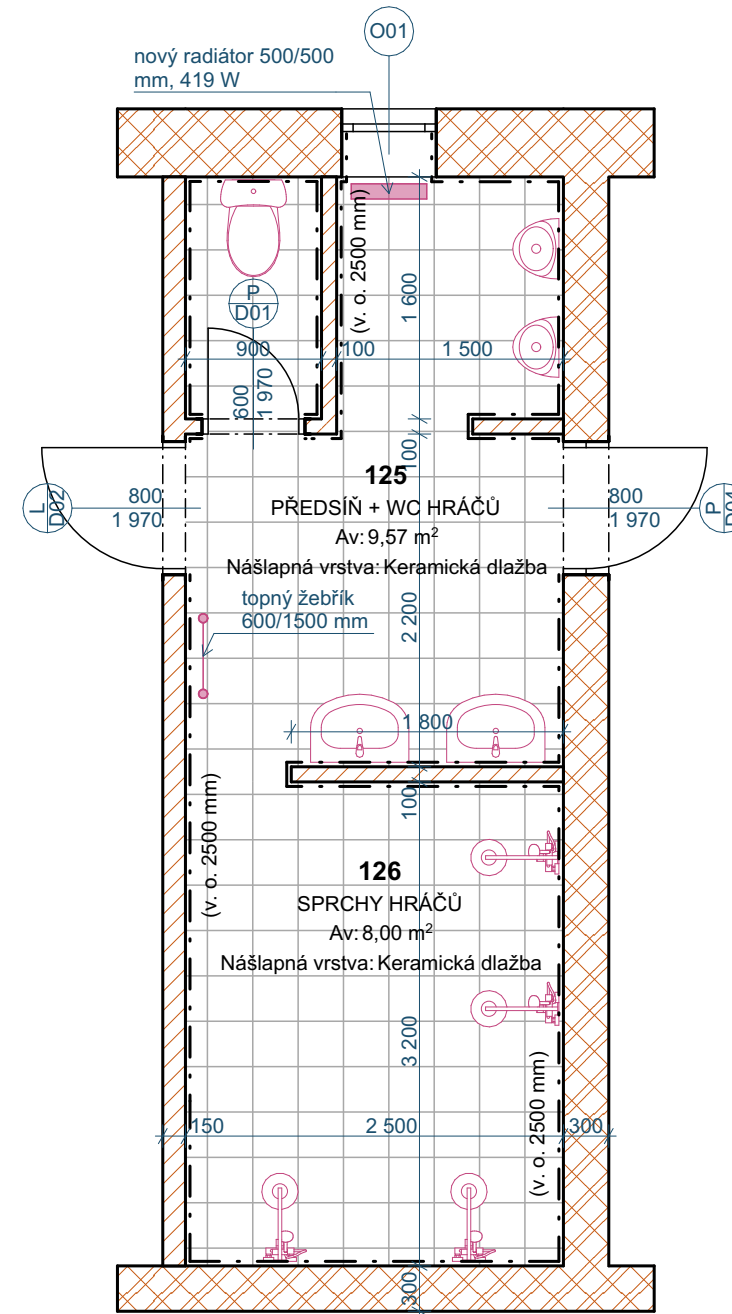 O01
nový radiátor 500/500
mm, 419 W
(v. o. 2500 mm)
1 600
P
D01
900
100
1 500
600
1 970
100
125
PŘEDSÍŇ + WC HRÁČŮ
Av: 9,57 m²
Nášlapná vrstva: Keramická dlažba
L
D02
800
1 970
800
1 970
P
D04
topný žebřík
600/1500 mm
2 200
1 800
100
(v. o. 2500 mm)
126
SPRCHY HRÁČŮ
Av: 8,00 m²
Nášlapná vrstva: Keramická dlažba
3 200
(v. o. 2500 mm)
150
2 500
300
300